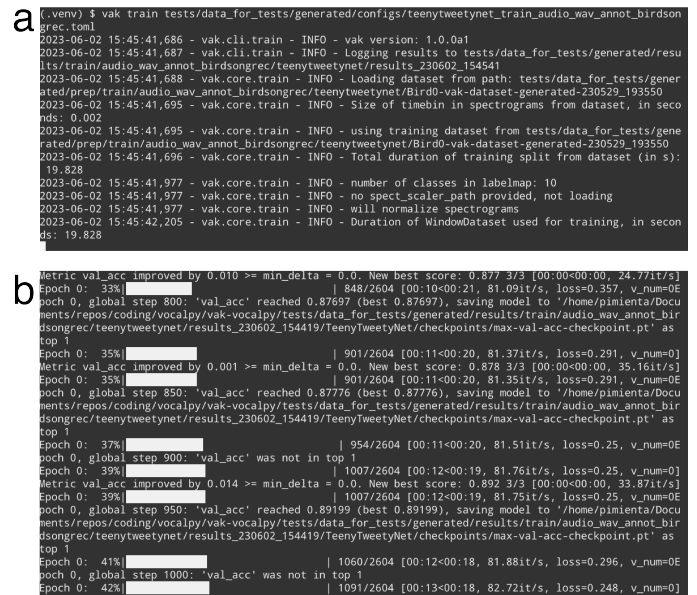 a
(.venv) $ vak train tests/data_for_tests/generated/configs/teenytweetynet_train_audio_wav_annot_birdson
grec.toml
2023-06-02 15:45:41,686 - vak.cli.train - INFO - vak version: 1.0.0a1
2023-06-02 15:45:41,687 - vak.cli.train - INFO - Logging results to tests/data_for_tests/generated/resu
lts/train/audio_wav_annot_birdsongrec/teenytweetynet/results_230602_154541
2023-06-02 15:45:41,688 - vak.core.train - INFO - Loading dataset from path: tests/data_for_tests/gener
ated/prep/train/audio_wav_annot_birdsongrec/teenytweetynet/Bird0-vak-dataset-generated-230529_193550
2023-06-02 15:45:41,695 - vak.core.train - INFO - Size of timebin in spectrograms from dataset, in seco
nds: 0.002
2023-06-02 15:45:41,695 - vak.core.train - INFO - using training dataset from tests/data_for_tests/gene
rated/prep/train/audio_wav_annot_birdsongrec/teenytweetynet/Bird0-vak-dataset-generated-230529_193550
2023-06-02 15:45:41,696 - vak.core.train - INFO - Total duration of training split from dataset (in s):
19.828
2023-06-02 15:45:41,977 - vak.core.train - INFO - number of classes in labelmap: 10
2023-06-02 15:45:41,977 - vak.core.train - INFO - no spect_scaler_path provided, not loading
2023-06-02 15:45:41,977 - vak.core.train - INFO - will normalize spectrograms
2023-06-02 15:45:42,205 - vak.core.train - INFO - Duration of WindowDataset used for training, in secon
ds: 19.828
b
Metric val_acc improved by 0.010 >= min_delta = 0.0. New best score: 0.877 3/3 [00:00<00:00, 24.77it/s]
Epoch 0:  33%| | 848/2604 [00:10<00:21, 81.09it/s, loss=0.357, v_num=0E
poch 0, global step 800: 'val_acc' reached 0.87697 (best 0.87697), saving model to '/home/pimienta/Docu
ments/repos/coding/vocalpy/vak-vocalpy/tests/data_for_tests/generated/results/train/audio_wav_annot_bir
dsongrec/teenytweetynet/results_230602_154419/TeenyTweetyNet/checkpoints/max-val-acc-checkpoint.pt' as
top 1
Epoch 0:  35%| | 901/2604 [00:11<00:20, 81.37it/s, loss=0.291, v_num=0]
Metric val_acc improved by 0.001 >= min_delta = 0.0. New best score: 0.878 3/3 [00:00<00:00, 35.16it/s]
Epoch 0:  35%| | 901/2604 [00:11<00:20, 81.35it/s, loss=0.291, v_num=0E
poch 0, global step 850: 'val_acc' reached 0.87776 (best 0.87776), saving model to '/home/pimienta/Docu
ments/repos/coding/vocalpy/vak-vocalpy/tests/data_for_tests/generated/results/train/audio_wav_annot_bir
dsongrec/teenytweetynet/results_230602_154419/TeenyTweetyNet/checkpoints/max-val-acc-checkpoint.pt' as
top 1
Epoch 0:  37%| | 954/2604 [00:11<00:20, 81.51it/s, loss=0.25, v_num=0E
poch 0, global step 900: 'val_acc' was not in top 1
Epoch 0:  39%| | 1007/2604 [00:12<00:19, 81.76it/s, loss=0.25, v_num=0]
Metric val_acc improved by 0.014 >= min_delta = 0.0. New best score: 0.892 3/3 [00:00<00:00, 33.87it/s]
Epoch 0:  39%| | 1007/2604 [00:12<00:19, 81.75it/s, loss=0.25, v_num=0E
poch 0, global step 950: 'val_acc' reached 0.89199 (best 0.89199), saving model to '/home/pimienta/Docu
ments/repos/coding/vocalpy/vak-vocalpy/tests/data_for_tests/generated/results/train/audio_wav_annot_bir
dsongrec/teenytweetynet/results_230602_154419/TeenyTweetyNet/checkpoints/max-val-acc-checkpoint.pt' as
top 1
Epoch 0:  41%| | 1060/2604 [00:12<00:18, 81.88it/s, loss=0.296, v_num=0E
poch 0, global step 1000: 'val_acc' was not in top 1
Epoch 0:  42%| | 1091/2604 [00:13<00:18, 82.72it/s, loss=0.248, v_num=0]